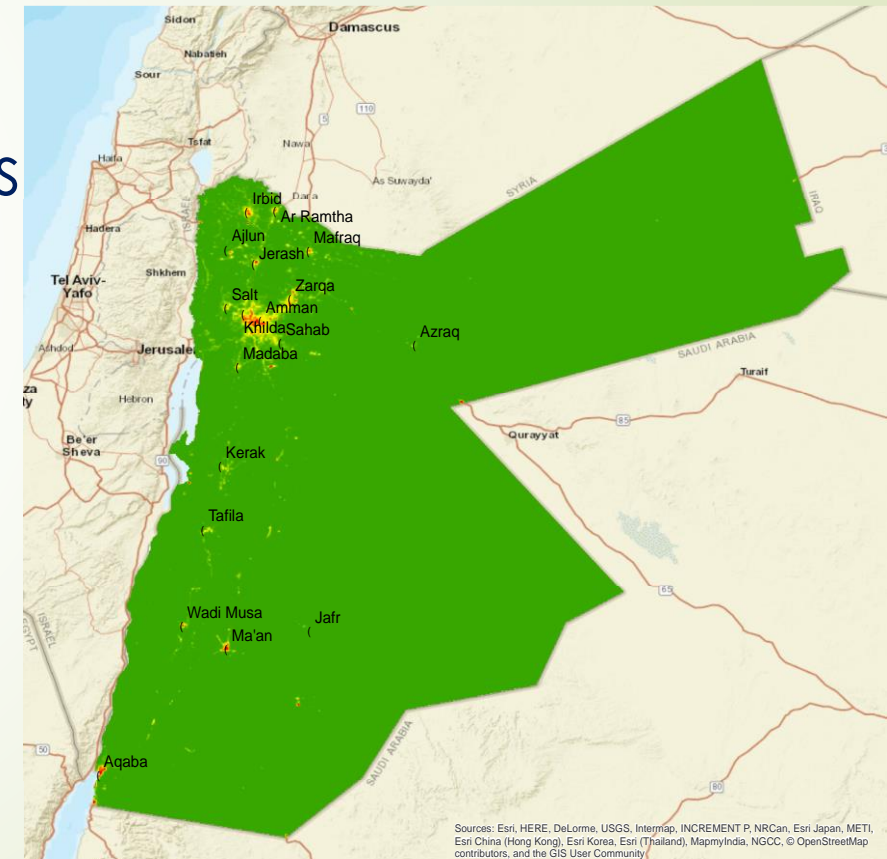 S
Sidon
Damascus
Nabatieh
Sour
110
5
Tsfat
Nawa
Haifa
As Suwayda'
SYRIA
Irbid
Dara
Ar Ramtha
IRAQ
ISRAEL
Hadera
Ajlun
Mafraq
Jerash
Tel Aviv-
Yafo
Shkhem
Salt
Zarqa
Amman
Khilda
Sahab
Azraq
Ashdod
Jerusale
Madaba
SAUDI ARABIA
Turaif
za
ty
Hebron
85
Qurayyat
Be'er
Sheva
90
Kerak
Tafila
65
Wadi Musa
Jafr
Ma'an
ISRAEL
EGYPT
SAUDI ARABIA
50
Aqaba
80
Sources: Esri, HERE, DeLorme, USGS, Intermap, INCREMENT P, NRCan, Esri Japan, METI,
Esri China (Hong Kong), Esri Korea, Esri (Thailand), MapmyIndia, NGCC, © OpenStreetMap
contributors, and the GIS User Community